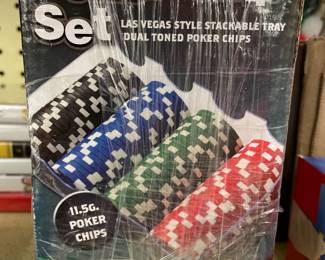 Set
LAS VEGAS STYLE STACKABLE TRAY
DUAL TONED POKER CHIPS
11.5G.
POKER
CHIPS